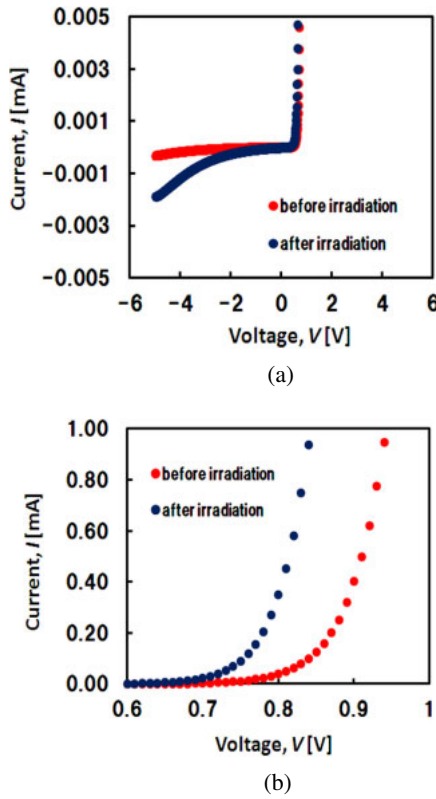 0.005
0.003
0.001
-0.001
-0.003
-0.005
Current, I [mA]
before irradiation
after irradiation
-6 -4 -2 0 2 4 6
Voltage, V [V]
(a)
1.00
0.80
0.60
0.40
0.20
0.00
Current, I [mA]
before irradiation
after irradiation
0.6 0.7 0.8 0.9 1
Voltage, V [V]
(b)